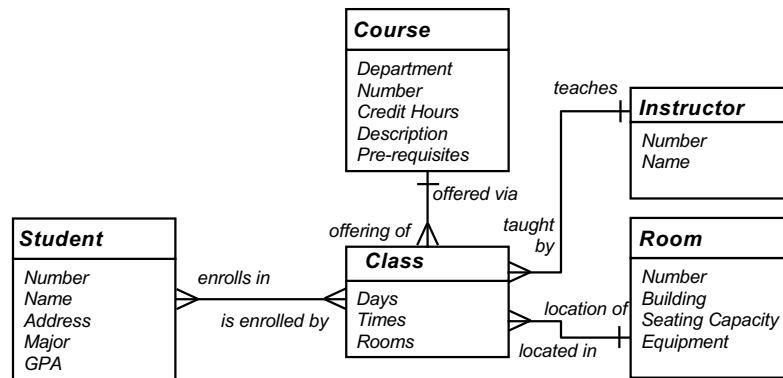 Course
Department
Number
Credit Hours
Description
Pre-requisites
teaches
Instructor
Number
Name
offered via
offering of
taught
by
Student
Number
Name
Address
Major
GPA
enrolls in
is enrolled by
Class
Days
Times
Rooms
location of
located in
Room
Number
Building
Seating Capacity
Equipment